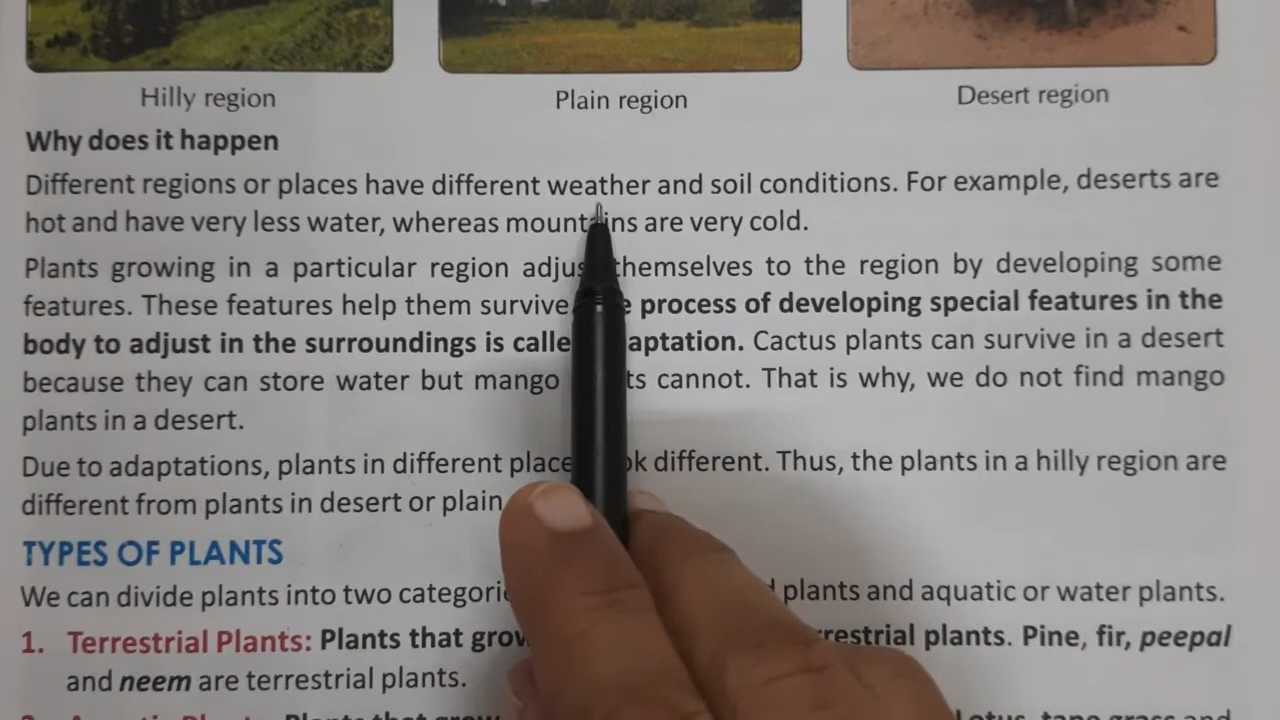 Hilly region Plain region Desert region
Why does it happen
Different regions or places have different weather and soil conditions. For example, deserts are
hot and have very less water, whereas mountains are very cold.
Plants growing in a particular region adjus themselves to the region by developing some
features. These features help them survive. process of developing special features in the
body to adjust in the surroundings is calle aptation. Cactus plants can survive in a desert
because they can store water but mango ts cannot. That is why, we do not find mango
plants in a desert.
Due to adaptations, plants in different place ok different. Thus, the plants in a hilly region are
different from plants in desert or plain
TYPES OF PLANTS
We can divide plants into two categori plants and aquatic or water plants.
1. Terrestrial Plants: Plants that grow restrial plants. Pine, fir, peepal
and neem are terrestrial plants.